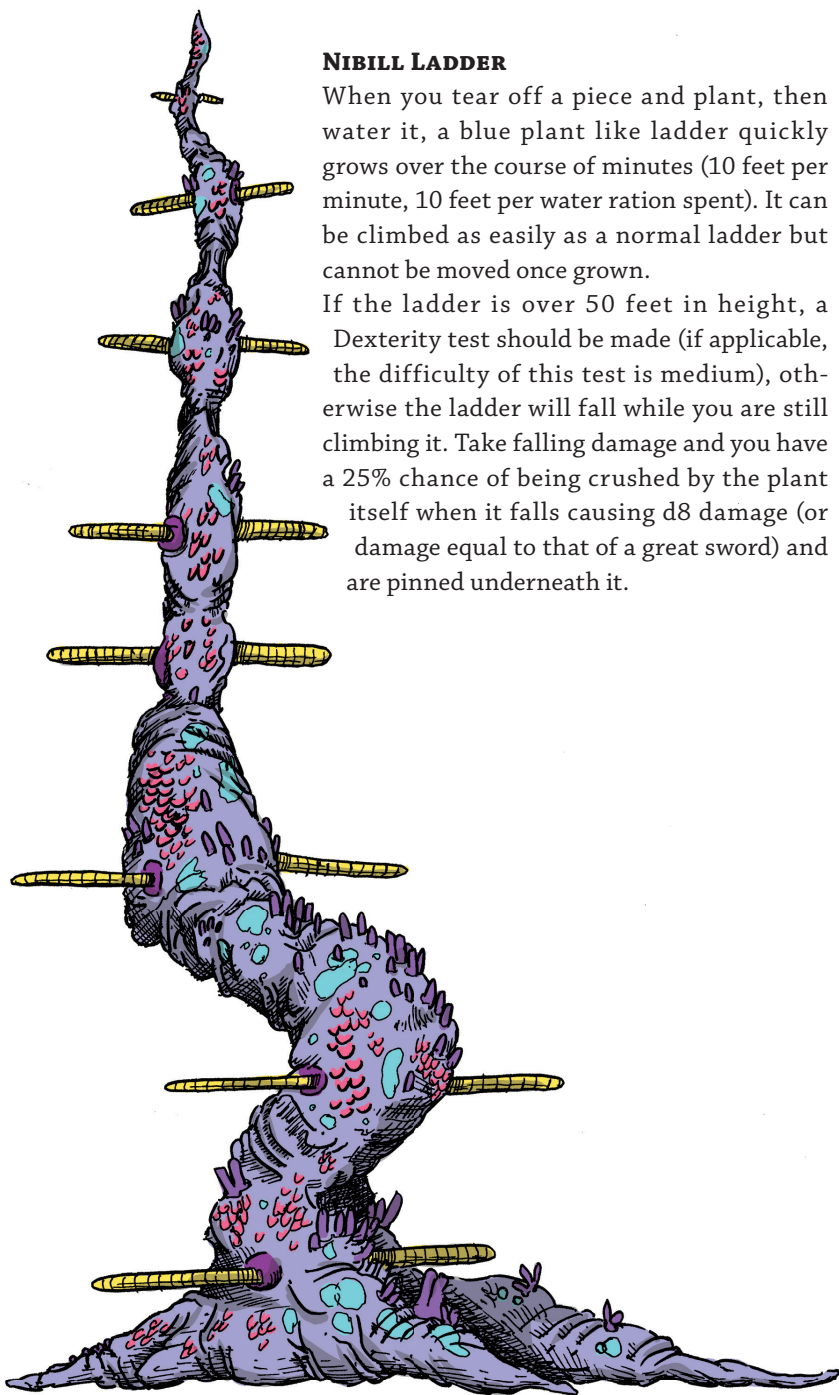 NIBILL LADDER
When you tear off a piece and plant, then
water it, a blue plant like ladder quickly
grows over the course of minutes (10 feet per
minute, 10 feet per water ration spent). It can
be climbed as easily as a normal ladder but
cannot be moved once grown.
If the ladder is over 50 feet in height, a
Dexterity test should be made (if applicable,
the difficulty of this test is medium), oth-
erwise the ladder will fall while you are still
climbing it. Take falling damage and you have
a 25% chance of being crushed by the plant
itself when it falls causing d8 damage (or
damage equal to that of a great sword) and
are pinned underneath it.